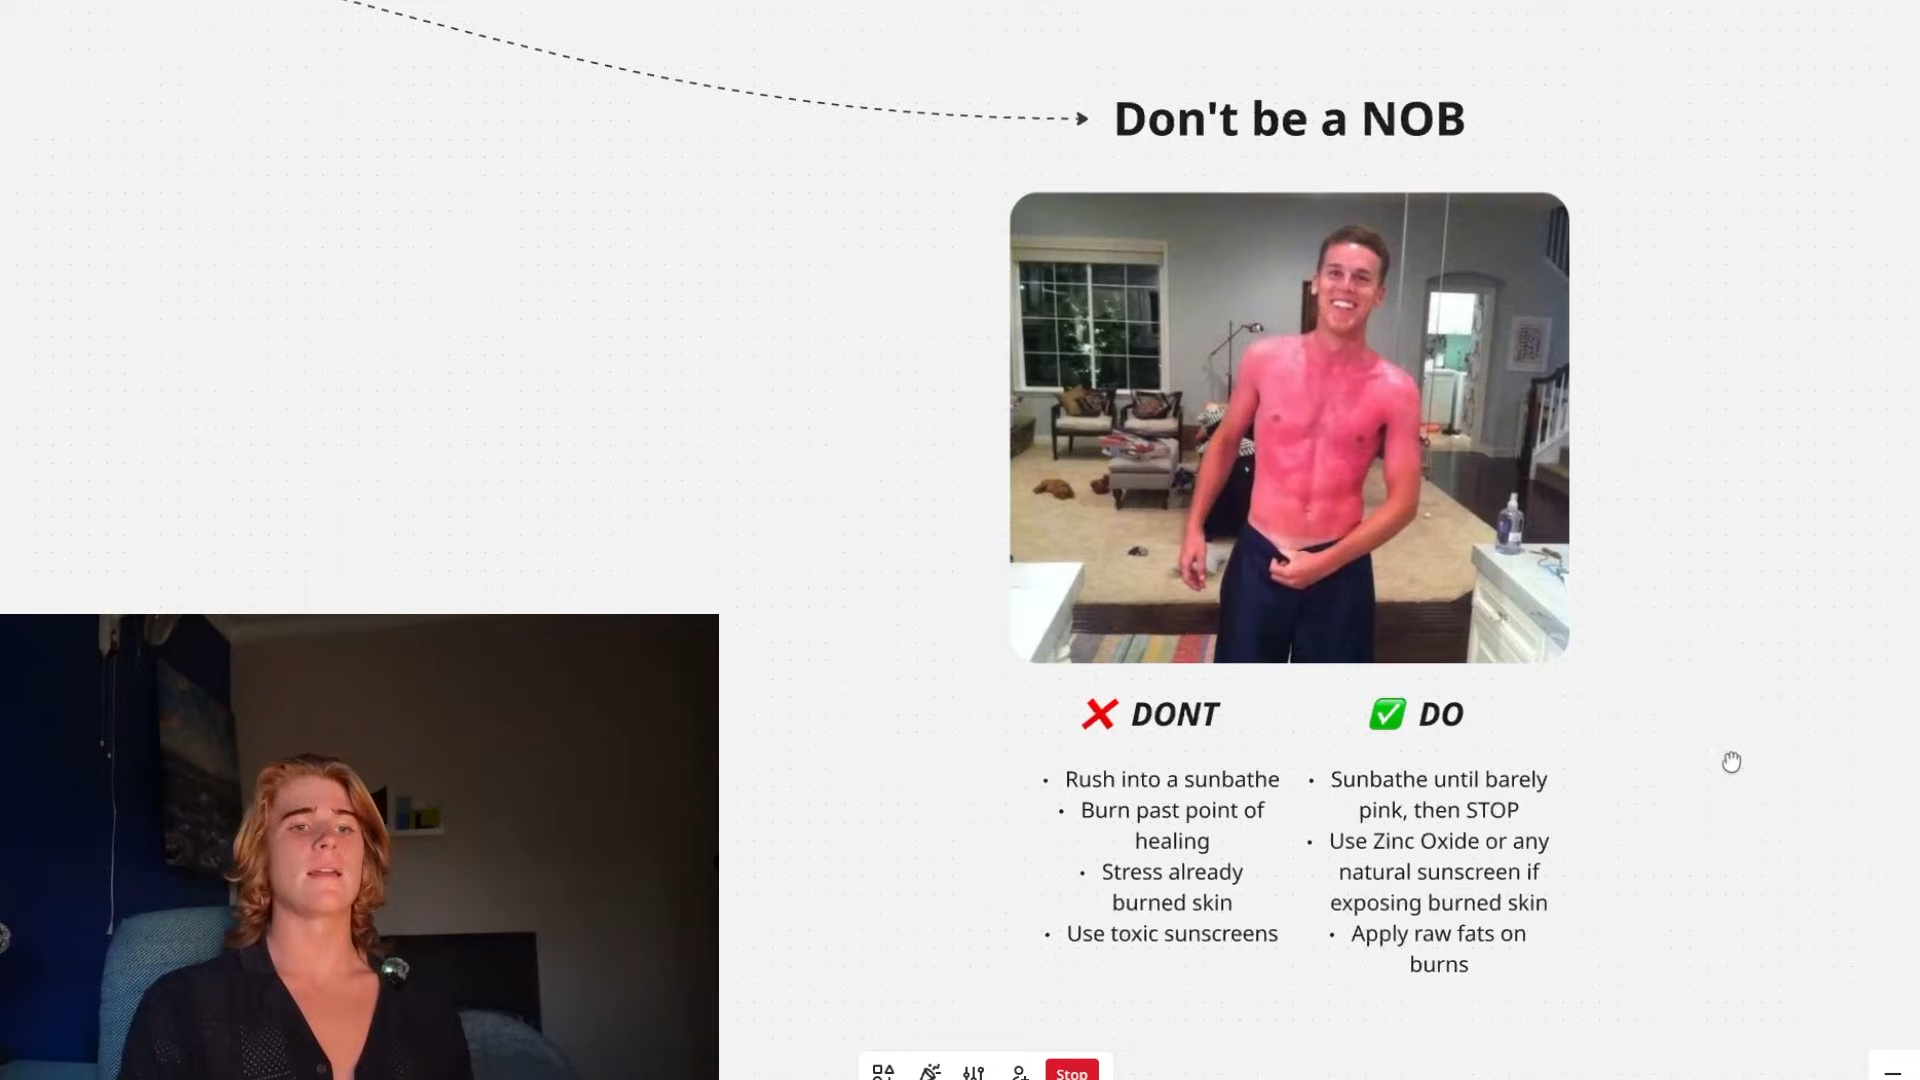 Don't be a NOB
❌ DONT
• Rush into a sunbathe
• Burn past point of
healing
• Stress already
burned skin
• Use toxic sunscreens
✅ DO
• Sunbathe until barely
pink, then STOP
• Use Zinc Oxide or any
natural sunscreen if
exposing burned skin
• Apply raw fats on
burns
Stop